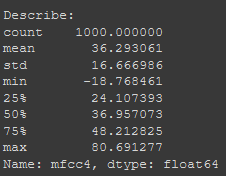 Describe:
count    1000.000000
mean       36.293061
std        16.666986
min       -18.768461
25%        24.107393
50%        36.957073
75%        48.212825
max        80.691277
Name: mfcc4, dtype: float64